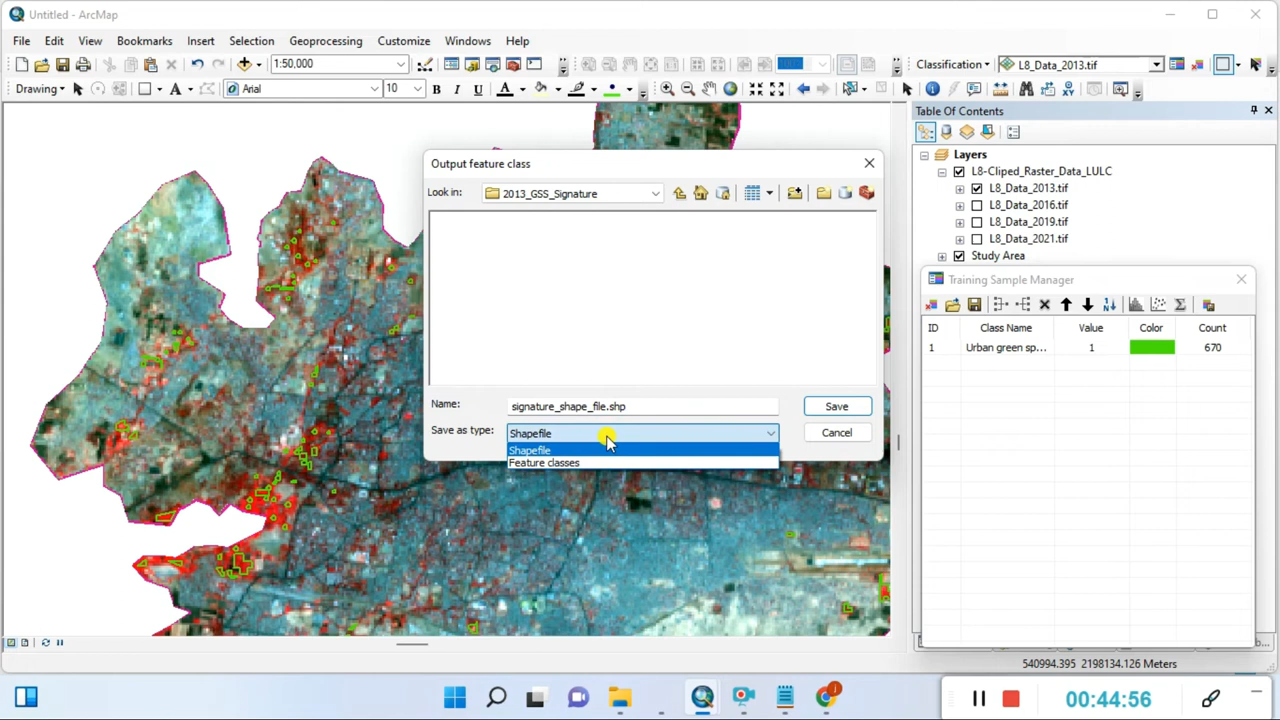 Untitled - ArcMap
File Edit View Bookmarks Insert Selection Geoprocessing Customize Windows Help
1:50,000
Classification L8_Data_2013.tif
Drawing Arial 10 B I U A
Table Of Contents
Layers
L8-Cliped_Raster_Data_LULC
L8_Data_2013.tif
L8_Data_2016.tif
L8_Data_2019.tif
L8_Data_2021.tif
Study Area
Output feature class
Look in: 2013_GSS_Signature
Name: signature_shape_file.shp Save
Save as type: Shapefile Cancel
Shapefile
Feature classes
Training Sample Manager
ID Class Name Value Color Count
1 Urban green sp... 1 670
540994.395 2198134.126 Meters
00:44:56